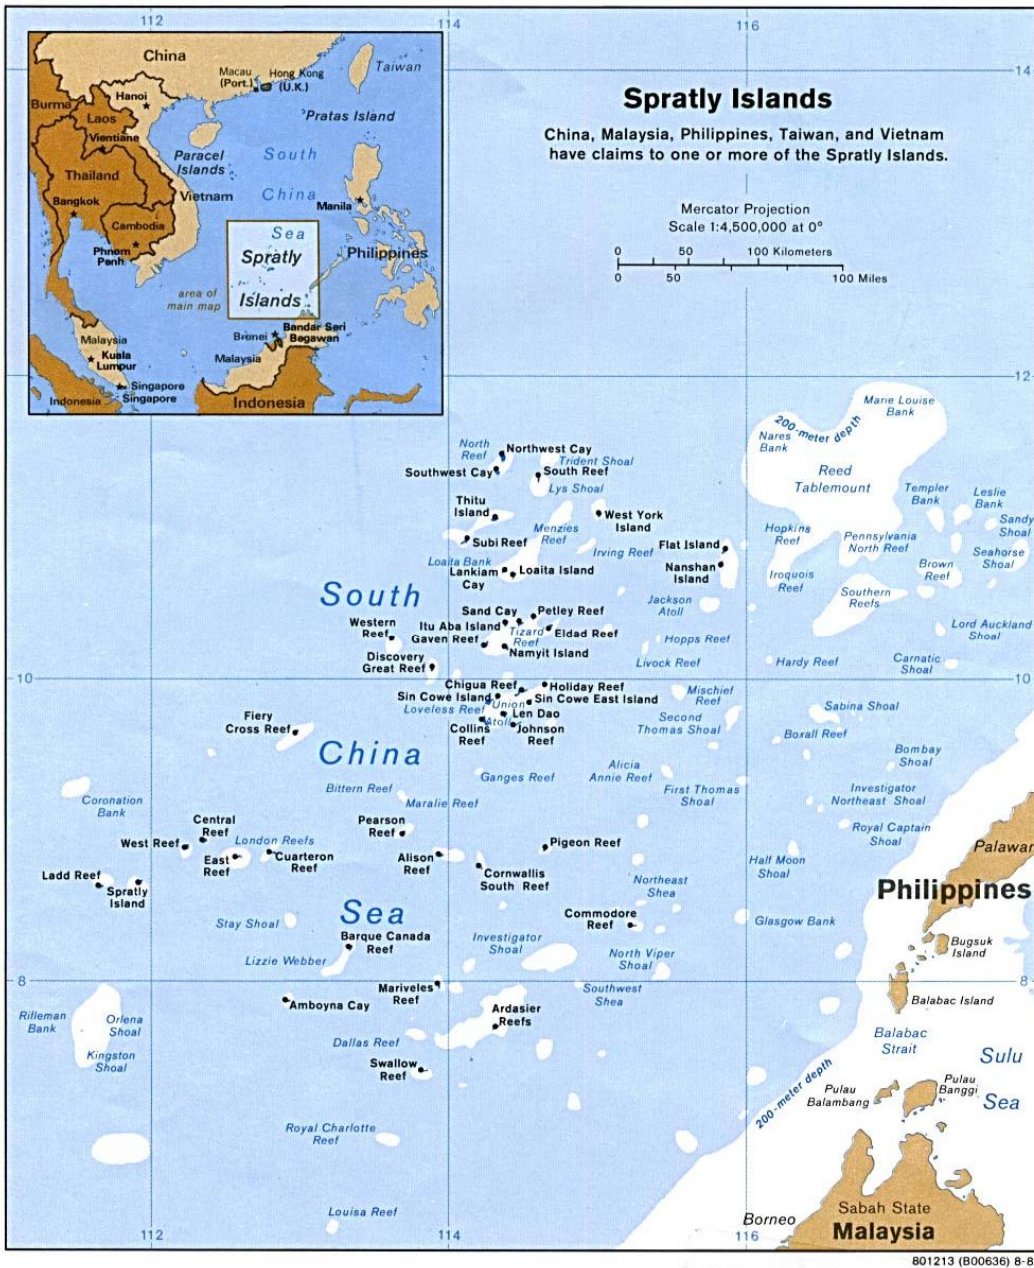 112
114
116
14
China
Macau
(Port.)
Hong Kong
(U.K.)
Taiwan
Burma
Hanoi
Laos
Pratas Island
Vientiane
South
Paracel
Islands
Thailand
China
Vietnam
Bangkok
Manila
Cambodia
Sea
Phnom
Penh
Spratly
Philippines
Islands
area of
main map
Brunei
Bandar Seri
Begawan
Malaysia
Malaysia
Kuala
Lumpur
Singapore
Singapore
Indonesia
Indonesia
Spratly Islands
China, Malaysia, Philippines, Taiwan, and Vietnam
have claims to one or more of the Spratly Islands.
Mercator Projection
Scale 1:4,500,000 at 0°
0 50 100 Kilometers
0 50 100 Miles
12
Marie Louise
Bank
200-meter depth
Nares
Bank
Reed
Tablemount
North
Reef
Northwest Cay
Southwest Cay
Trident Shoal
South Reef
Lys Shoal
Thitu
Island
West York
Island
Templer
Bank
Leslie
Bank
Sandy
Shoal
Menzies
Reef
Subi Reef
Irving Reef
Flat Island
Hopkins
Reef
Pennsylvania
North Reef
Seahorse
Shoal
Loaita Bank
Lankiam
Cay
Loaita Island
Nanshan
Island
Iroquois
Reef
Brown
Reef
South
Jackson
Atoll
Southern
Reefs
Sand Cay
Petley Reef
Western
Reef
Itu Aba Island
Tizard
Reef
Eldad Reef
Gaven Reef
Namyit Island
Hopps Reef
Lord Auckland
Shoal
Discovery
Great Reef
Livock Reef
Hardy Reef
Carnatic
Shoal
10
10
Chigua Reef
Holiday Reef
Sin Cowe Island
Sin Cowe East Island
Mischief
Reef
Loveless Reef
Union
Atoll
Len Dao
Sabina Shoal
Fiery
Cross Reef
Collins
Reef
Johnson
Reef
Second
Thomas Shoal
Boxall Reef
China
Bombay
Shoal
Ganges Reef
Alicia
Annie Reef
First Thomas
Shoal
Investigator
Northeast Shoal
Coronation
Bank
Bittern Reef
Maralie Reef
Central
Reef
Pearson
Reef
Royal Captain
Shoal
West Reef
London Reefs
East
Reef
Cuarteron
Reef
Alison
Reef
Pigeon Reef
Palawan
Half Moon
Shoal
Ladd Reef
Spratly
Island
Cornwallis
South Reef
Northeast
Shea
Philippines
Sea
Stay Shoal
Commodore
Reef
Glasgow Bank
Barque Canada
Reef
Investigator
Shoal
Bugsuk
Island
Lizzie Webber
North Viper
Shoal
8
8
Mariveles
Reef
Southwest
Shea
Amboyna Cay
Balabac Island
Rifleman
Bank
Orlena
Shoal
Ardasier
Reefs
Kingston
Shoal
Dallas Reef
Balabac
Strait
Sulu
Sea
Swallow
Reef
200-meter depth
Pulau
Balambang
Pulau
Banggi
Royal Charlotte
Reef
Louisa Reef
Sabah State
Borneo
Malaysia
112
114
116
801213 (B00636) 8-8